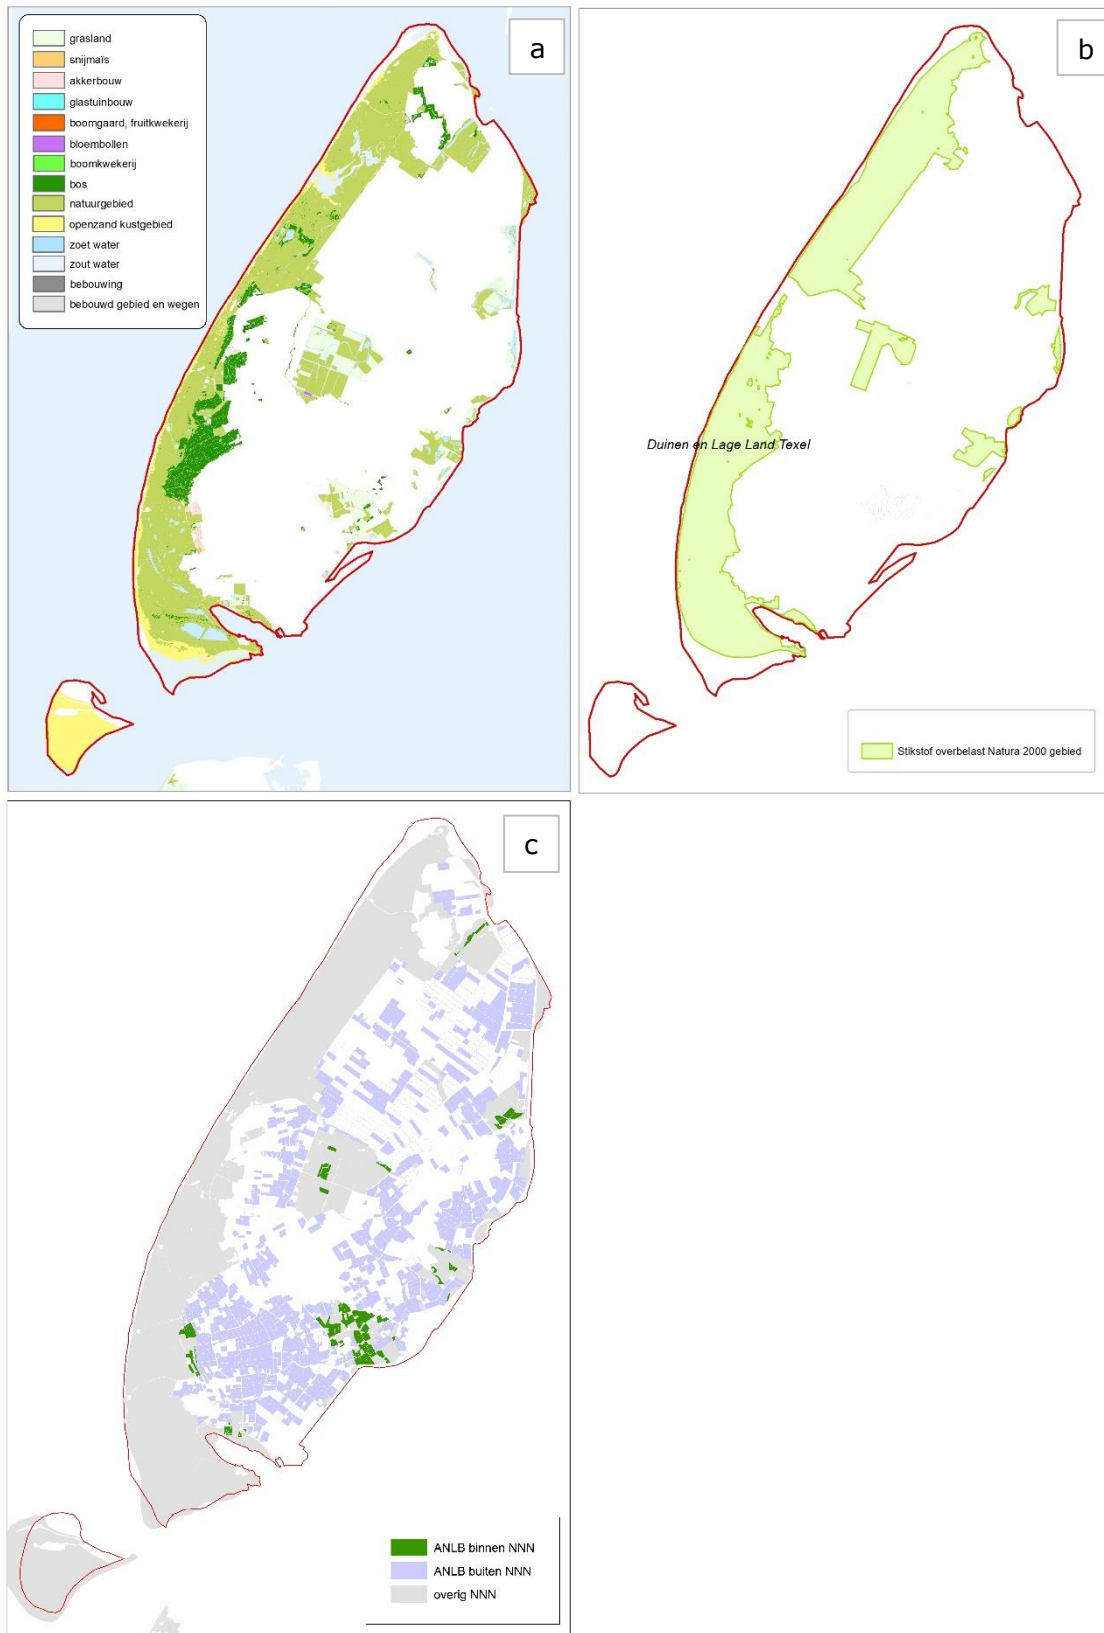 a
grasland
snijmaïs
akkerbouw
glastuinbouw
boomgaard, fruitkwekerij
bloembollen
boomkwekerij
bos
natuurgebied
openzand kustgebied
zoet water
zout water
bebouwing
bebouwd gebied en wegen
b
Duinen en Lage Land Texel
Stikstof overbelast Natura 2000 gebied
c
ANLB binnen NNN
ANLB buiten NNN
overig NNN